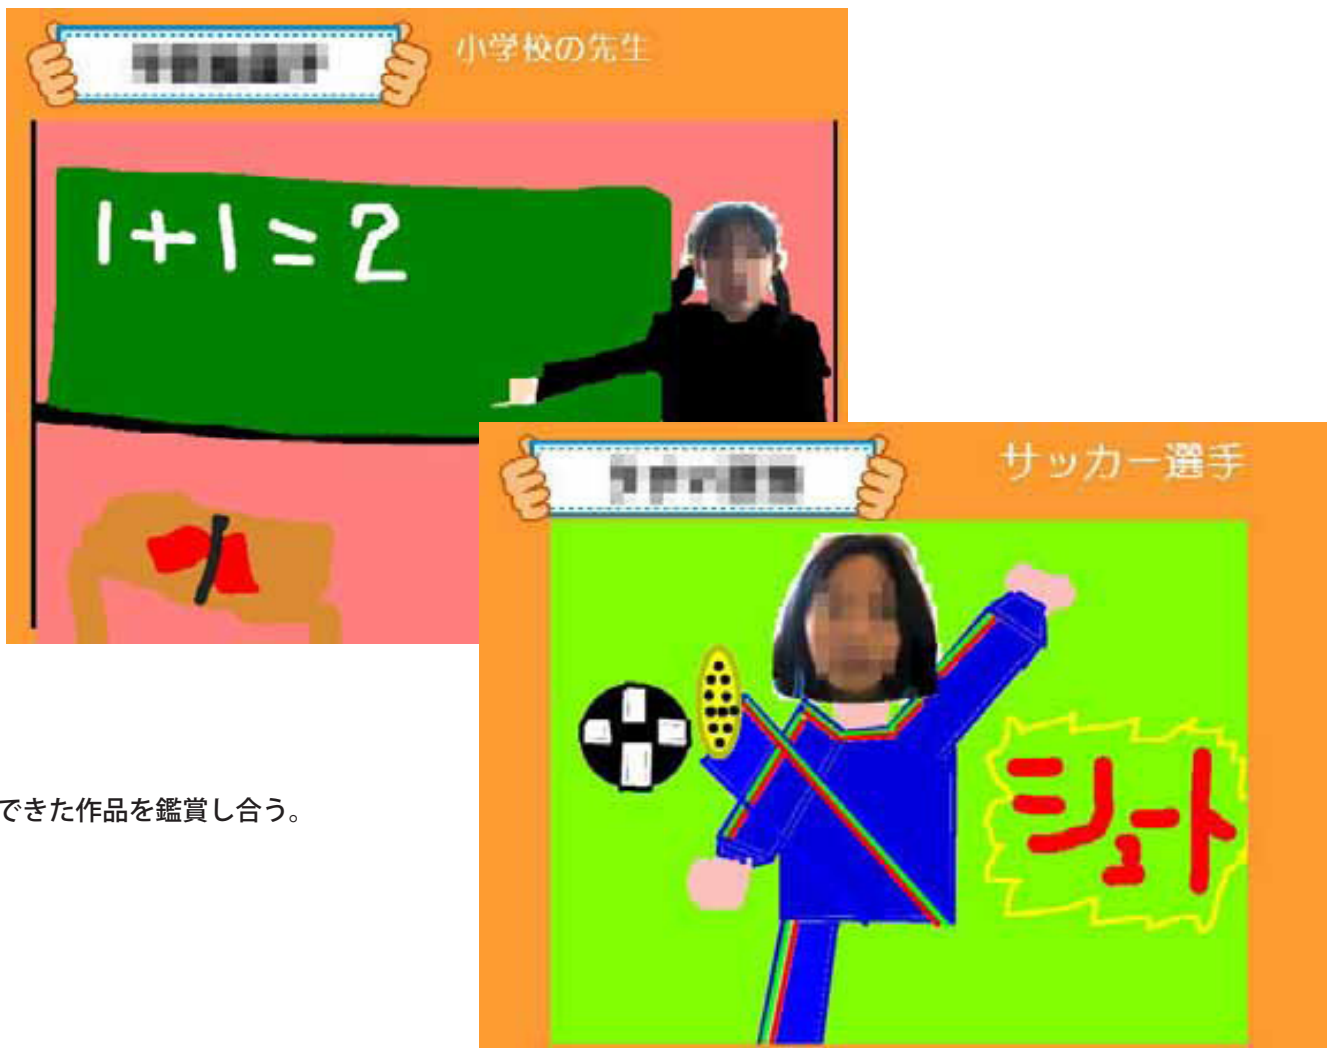 小学校の先生
1+1=2
サッカー選手
シュート
できた作品を鑑賞し合う。